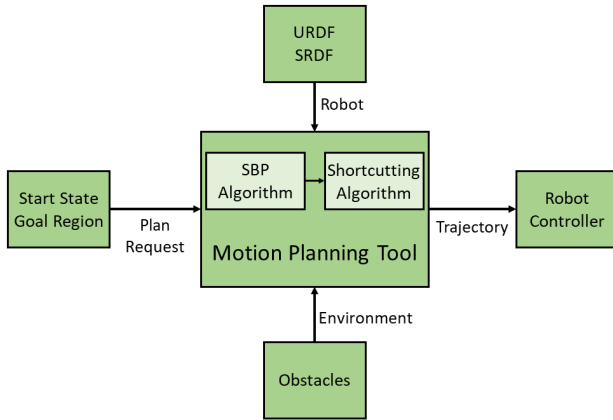 URDF
SRDF
Robot
SBP
Algorithm
Shortcutting
Algorithm
Start State
Goal Region
Plan
Request
Motion Planning Tool
Trajectory
Robot
Controller
Environment
Obstacles